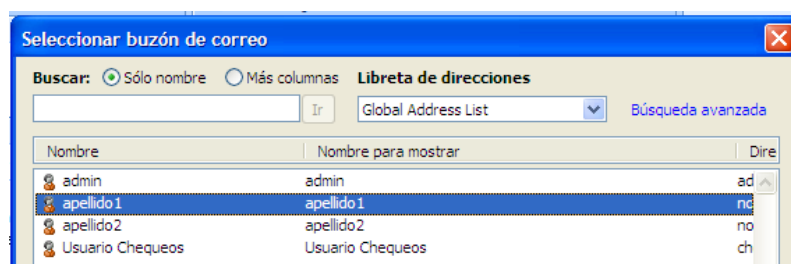 Seleccionar buzón de correo
Buscar: Sólo nombre Más columnas Libreta de direcciones
Ir Global Address List Búsqueda avanzada
Nombre Nombre para mostrar Dire
admin admin ad
apellido1 apellido1 no
apellido2 apellido2 no
Usuario Chequeos Usuario Chequeos ch